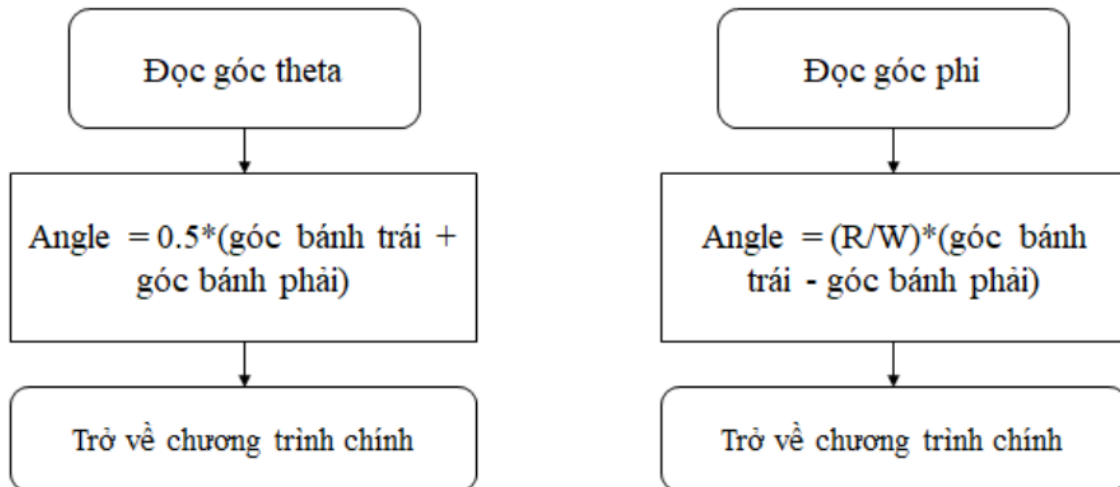 Đọc góc theta
Angle = 0.5*(góc bánh trái +
góc bánh phải)
Trở về chương trình chính
Đọc góc phi
Angle = (R/W)*(góc bánh
trái - góc bánh phải)
Trở về chương trình chính